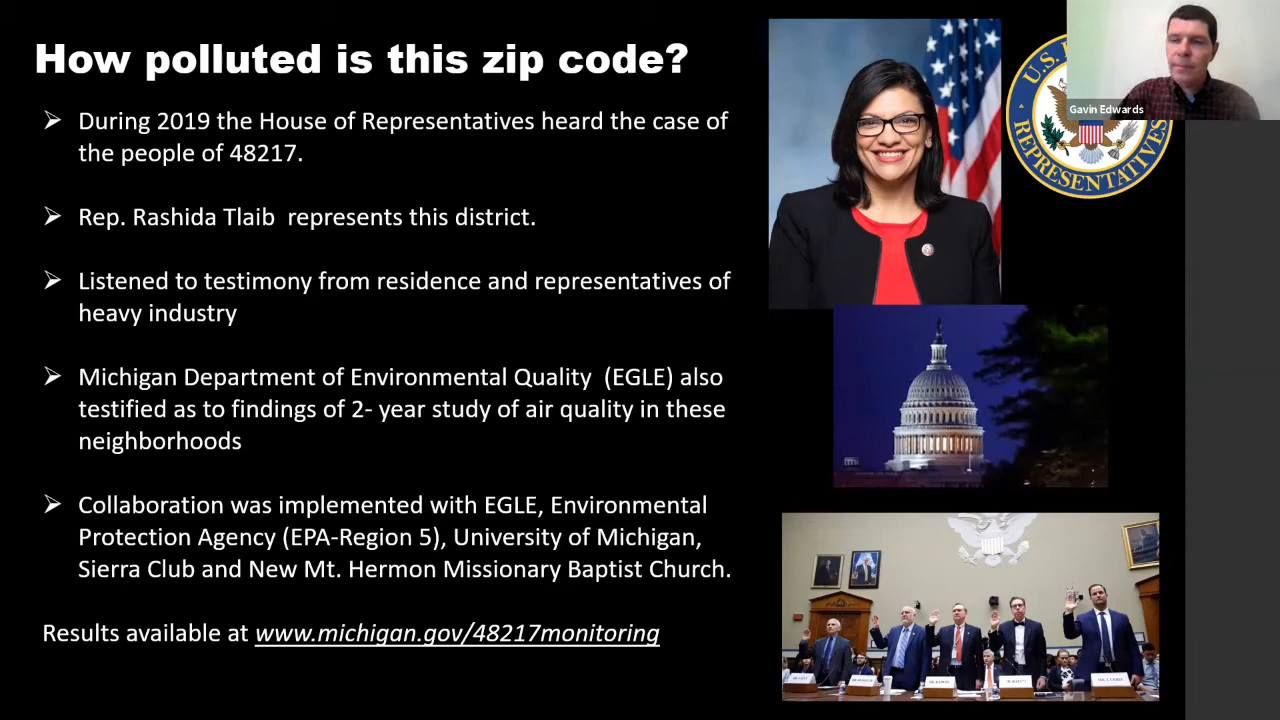 How polluted is this zip code?
➢ During 2019 the House of Representatives heard the case of
the people of 48217.
➢ Rep. Rashida Tlaib represents this district.
➢ Listened to testimony from residence and representatives of
heavy industry
➢ Michigan Department of Environmental Quality (EGLE) also
testified as to findings of 2- year study of air quality in these
neighborhoods
➢ Collaboration was implemented with EGLE, Environmental
Protection Agency (EPA-Region 5), University of Michigan,
Sierra Club and New Mt. Hermon Missionary Baptist Church.
Results available at www.michigan.gov/48217monitoring
U.S.
REPRESENTATIVES
Gavin Edwards